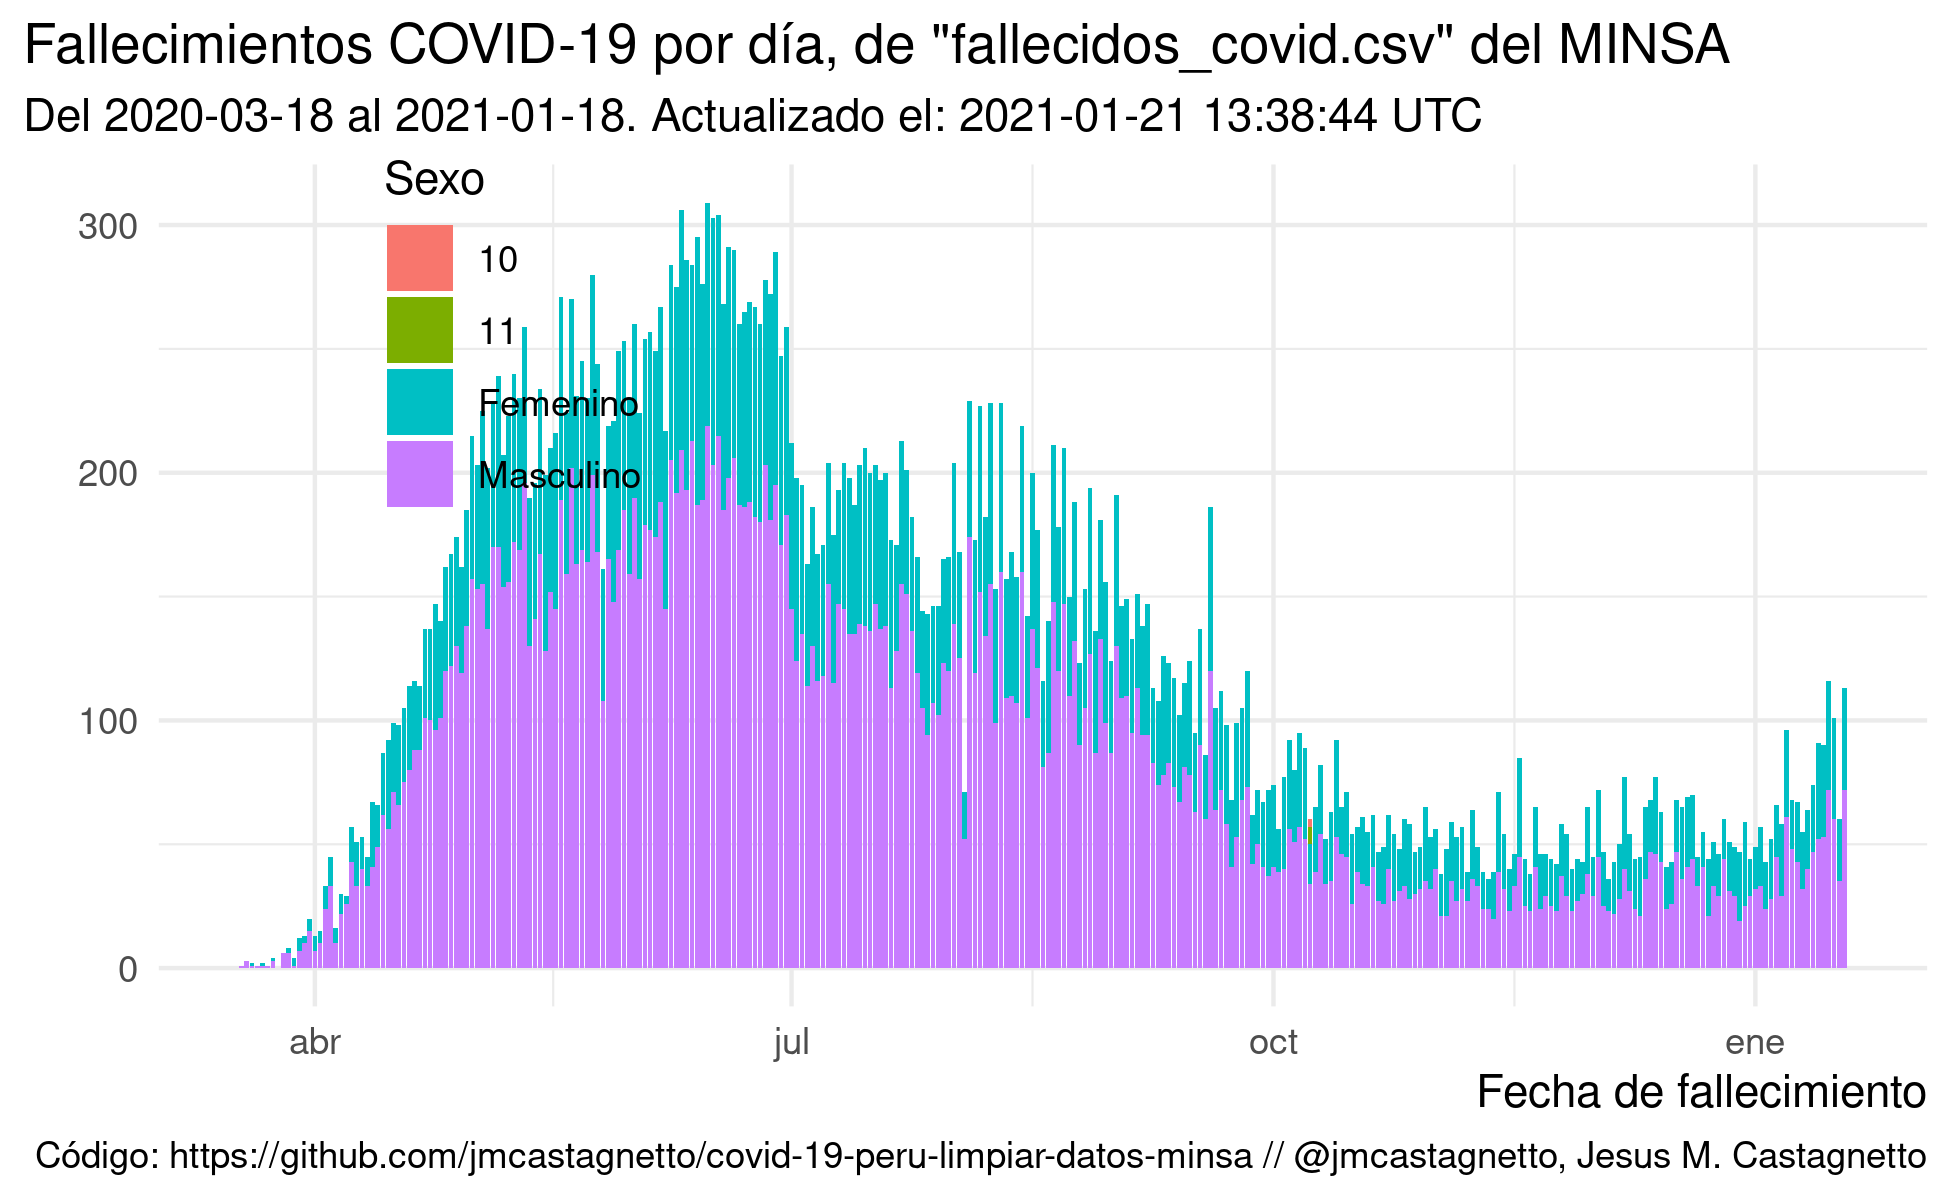 Fallecimientos COVID-19 por día, de "fallecidos_covid.csv" del MINSA
Del 2020-03-18 al 2021-01-18. Actualizado el: 2021-01-21 13:38:44 UTC
Sexo
10
11
Femenino
Masculino
300
200
100
0
abr jul oct ene
Fecha de fallecimiento
Código: https://github.com/jmcastagnetto/covid-19-peru-limpiar-datos-minsa // @jmcastagnetto, Jesus M. Castagnetto